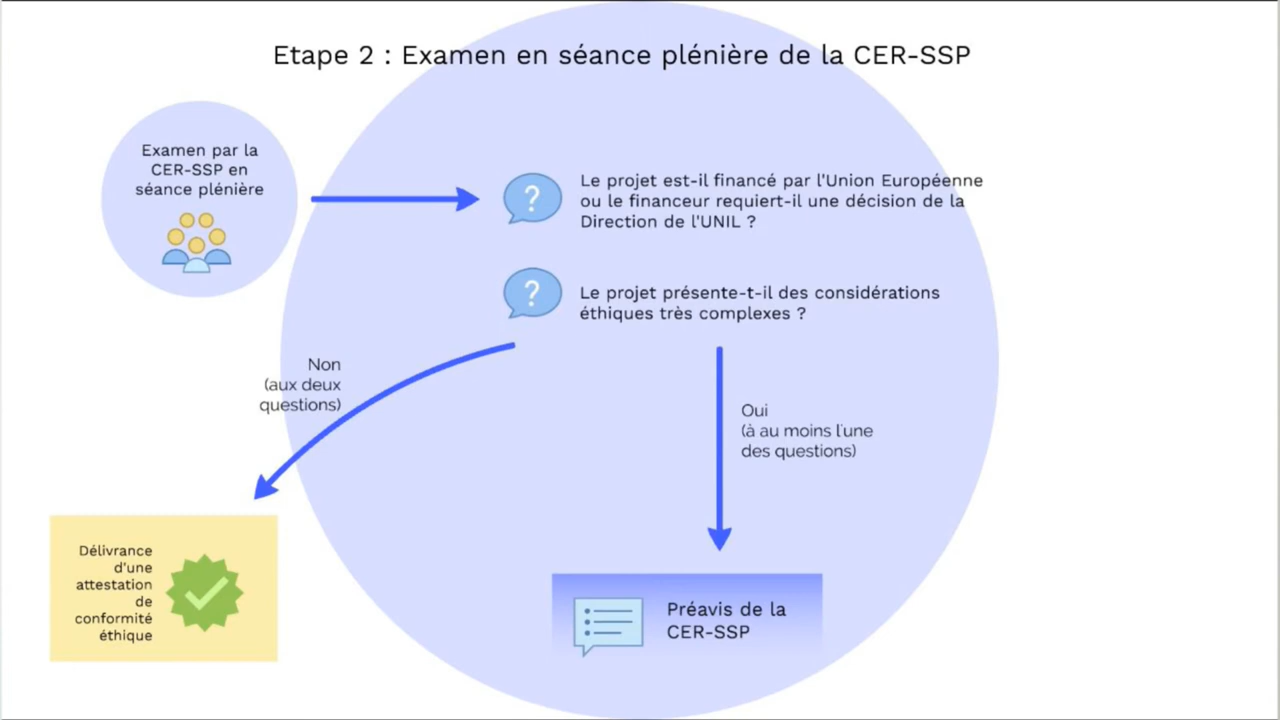 Etape 2 : Examen en séance plénière de la CER-SSP
Examen par la
CER-SSP en
séance plénière
?
Le projet est-il financé par l'Union Européenne
ou le financeur requiert-il une décision de la
Direction de l'UNIL ?
?
Le projet présente-t-il des considérations
éthiques très complexes ?
Non
(aux deux
questions)
Oui
(à au moins l'une
des questions)
Délivrance
d'une
attestation
de
conformité
éthique
Préavis de la
CER-SSP